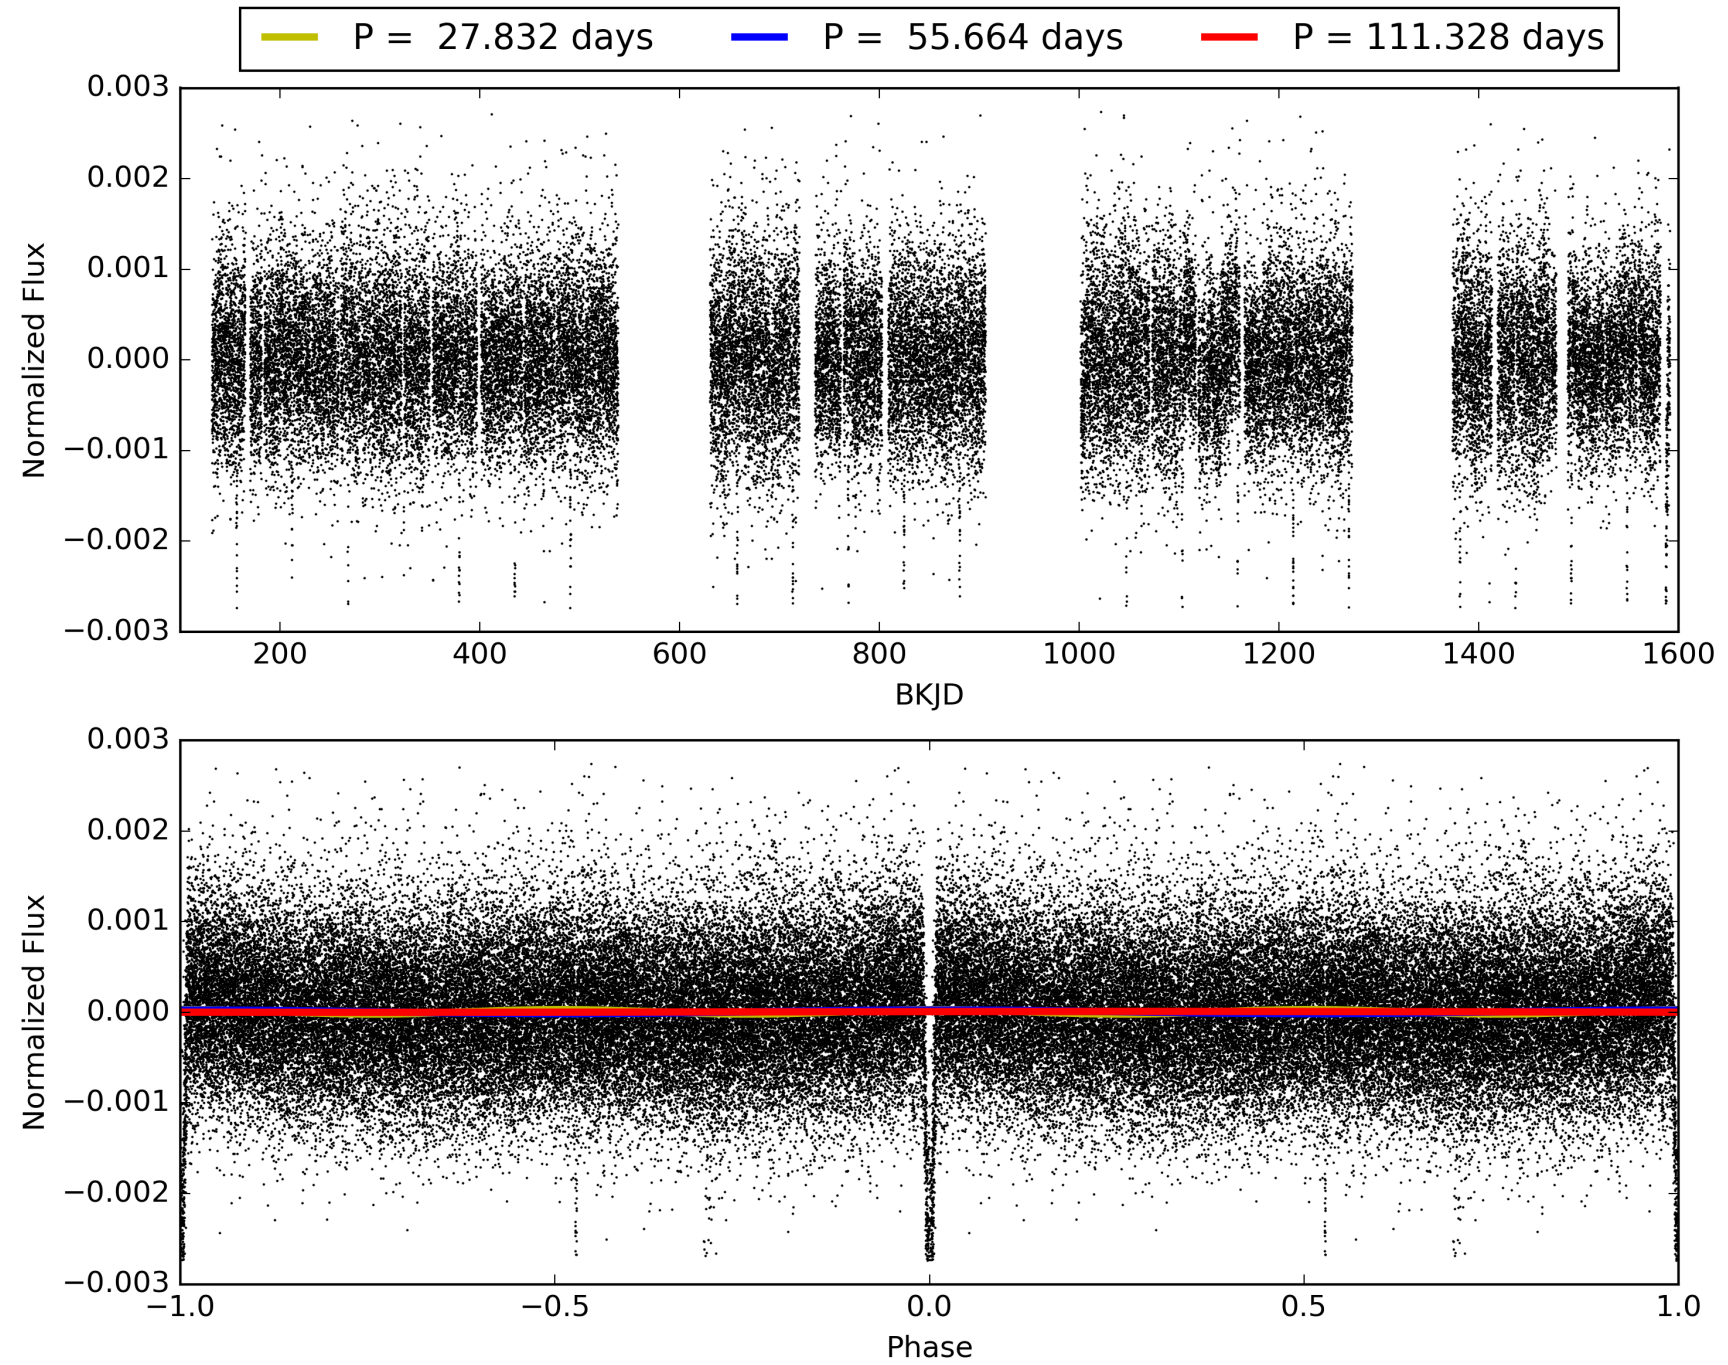 P = 27.832 days P = 55.664 days P = 111.328 days
0.003
0.002
0.001
0.000
−0.001
−0.002
−0.003
Normalized Flux
200 400 600 800 1000 1200 1400 1600
BKJD
0.003
0.002
0.001
0.000
−0.001
−0.002
−0.003
Normalized Flux
−1.0 −0.5 0.0 0.5 1.0
Phase